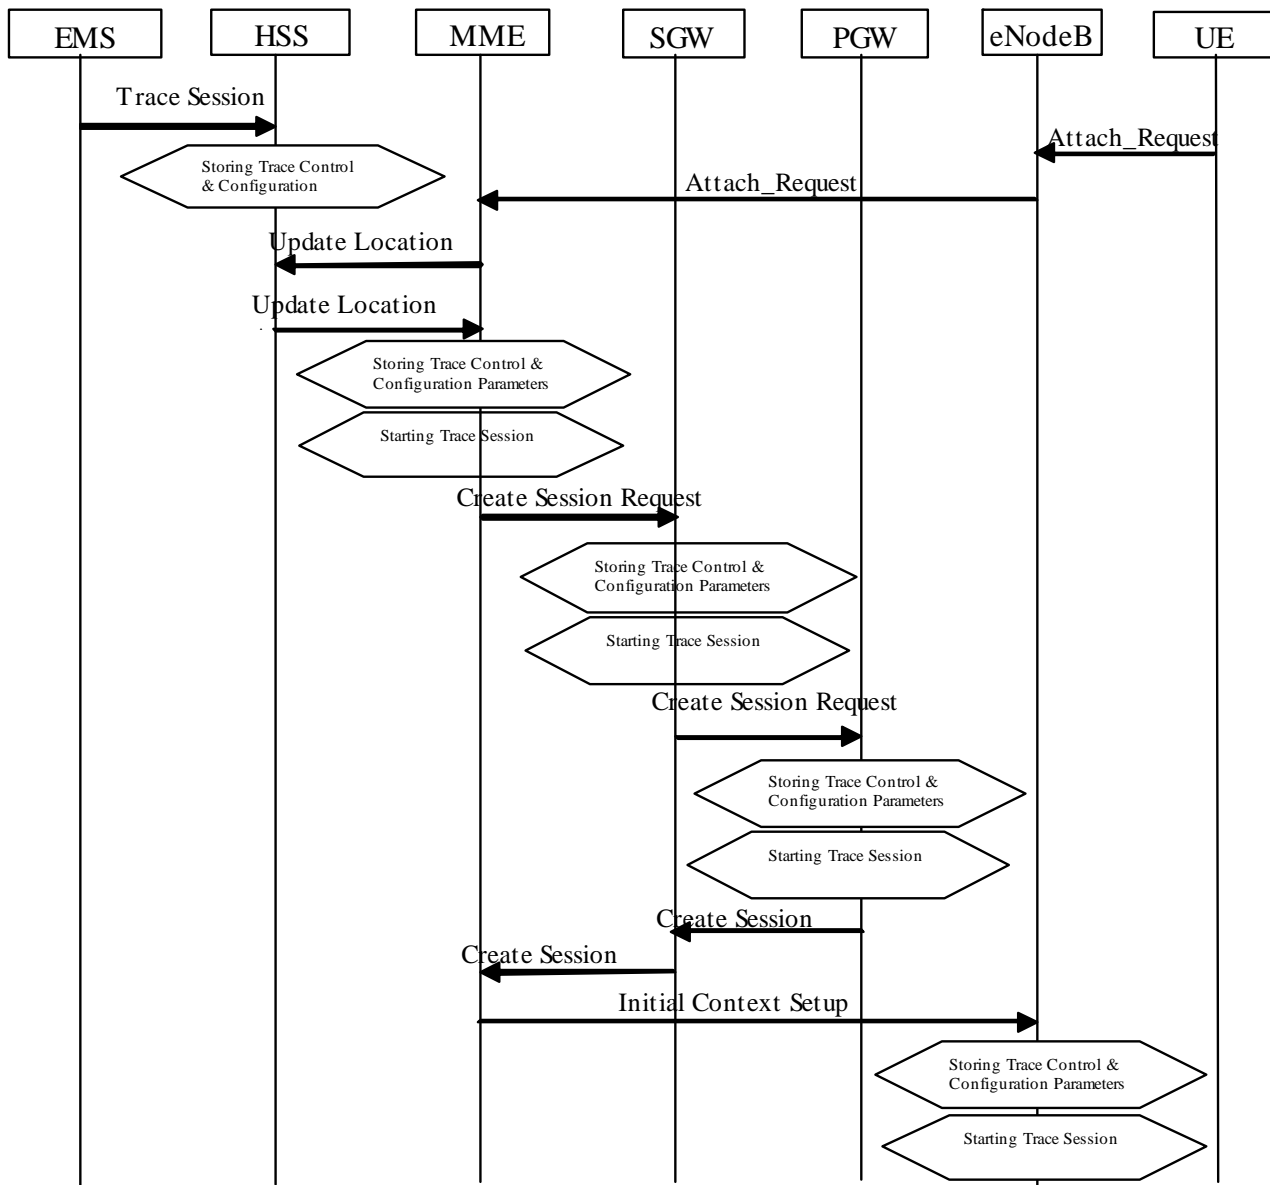 EMS
HSS
MME
SGW
PGW
eNodeB
UE
Trace Session
Attach_Request
Storing Trace Control
& Configuration
Attach_Request
Update Location
Update Location
Storing Trace Control &
Configuration Parameters
Starting Trace Session
Create Session Request
Storing Trace Control &
Configuration Parameters
Starting Trace Session
Create Session Request
Storing Trace Control &
Configuration Parameters
Starting Trace Session
Create Session
Create Session
Initial Context Setup
Storing Trace Control &
Configuration Parameters
Starting Trace Session